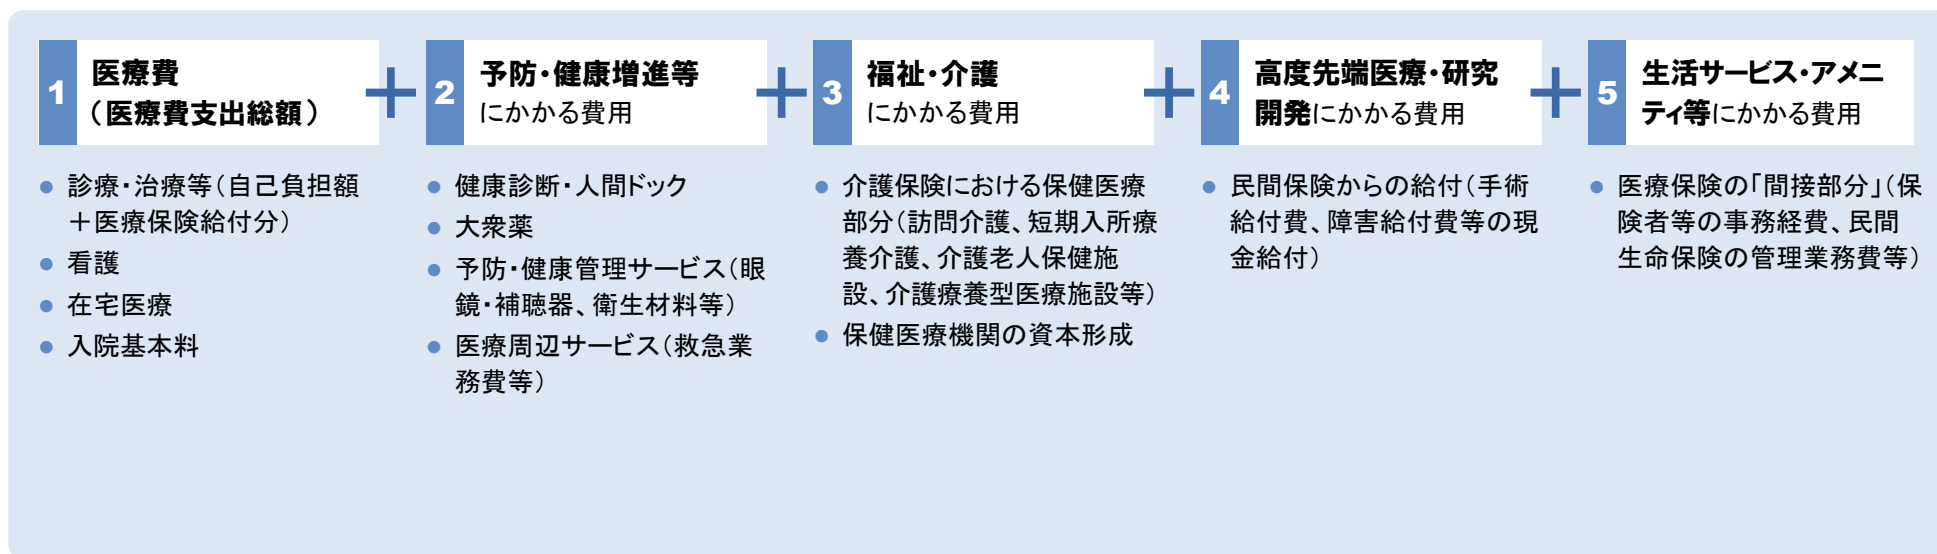 1
医療費
（医療費支出総額）
● 診療・治療等（自己負担額
＋医療保険給付分）
● 看護
● 在宅医療
● 入院基本料
+
2
予防・健康増進等
にかかる費用
● 健康診断・人間ドック
● 大衆薬
● 予防・健康管理サービス（眼
鏡・補聴器、衛生材料等）
● 医療周辺サービス（救急業
務費等）
+
3
福祉・介護
にかかる費用
● 介護保険における保健医療
部分（訪問介護、短期入所療
養介護、介護老人保健施
設、介護療養型医療施設等）
● 保健医療機関の資本形成
+
4
高度先端医療・研究
開発にかかる費用
● 民間保険からの給付（手術
給付費、障害給付費等の現
金給付）
+
5
生活サービス・アメニ
ティ等にかかる費用
● 医療保険の「間接部分」（保
険者等の事務経費、民間
生命保険の管理業務費等）